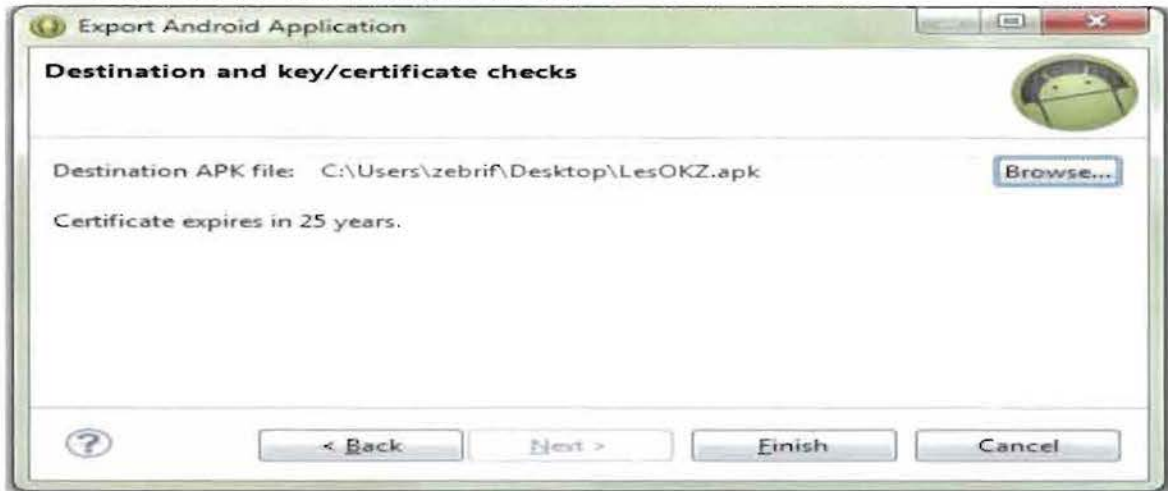 Export Android Application
Destination and key/certificate checks
Destination APK file: C:\Users\zebrif\Desktop\LesOKZ.apk Browse...
Certificate expires in 25 years.
? < Back Next > Finish Cancel